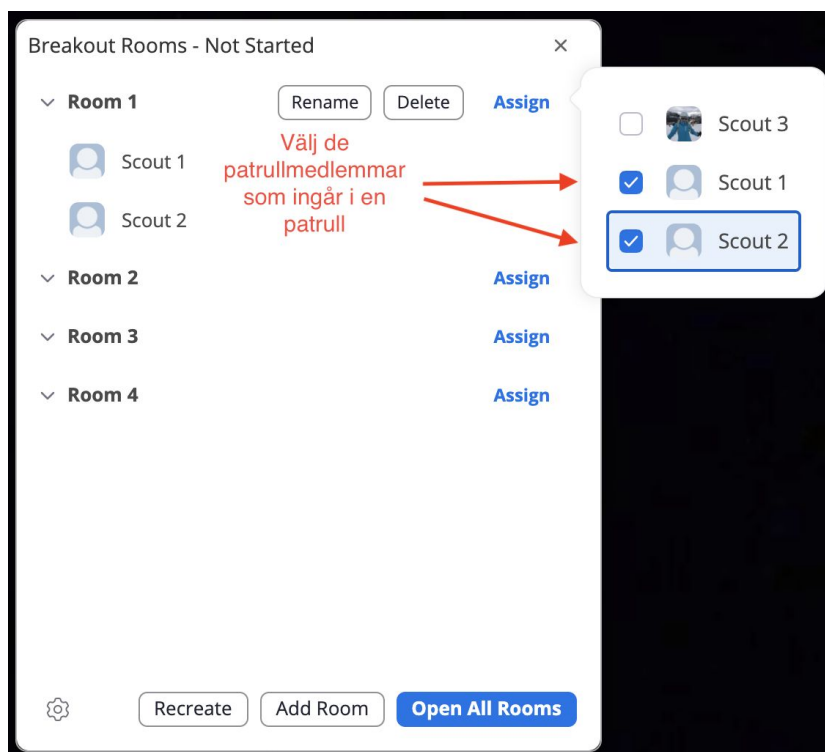 Breakout Rooms - Not Started
Room 1
Rename
Delete
Assign
Scout 1
Scout 2
Välj de
patrullmedlemmar
som ingår i en
patrull
Scout 3
Scout 1
Scout 2
Room 2
Assign
Room 3
Assign
Room 4
Assign
Recreate
Add Room
Open All Rooms